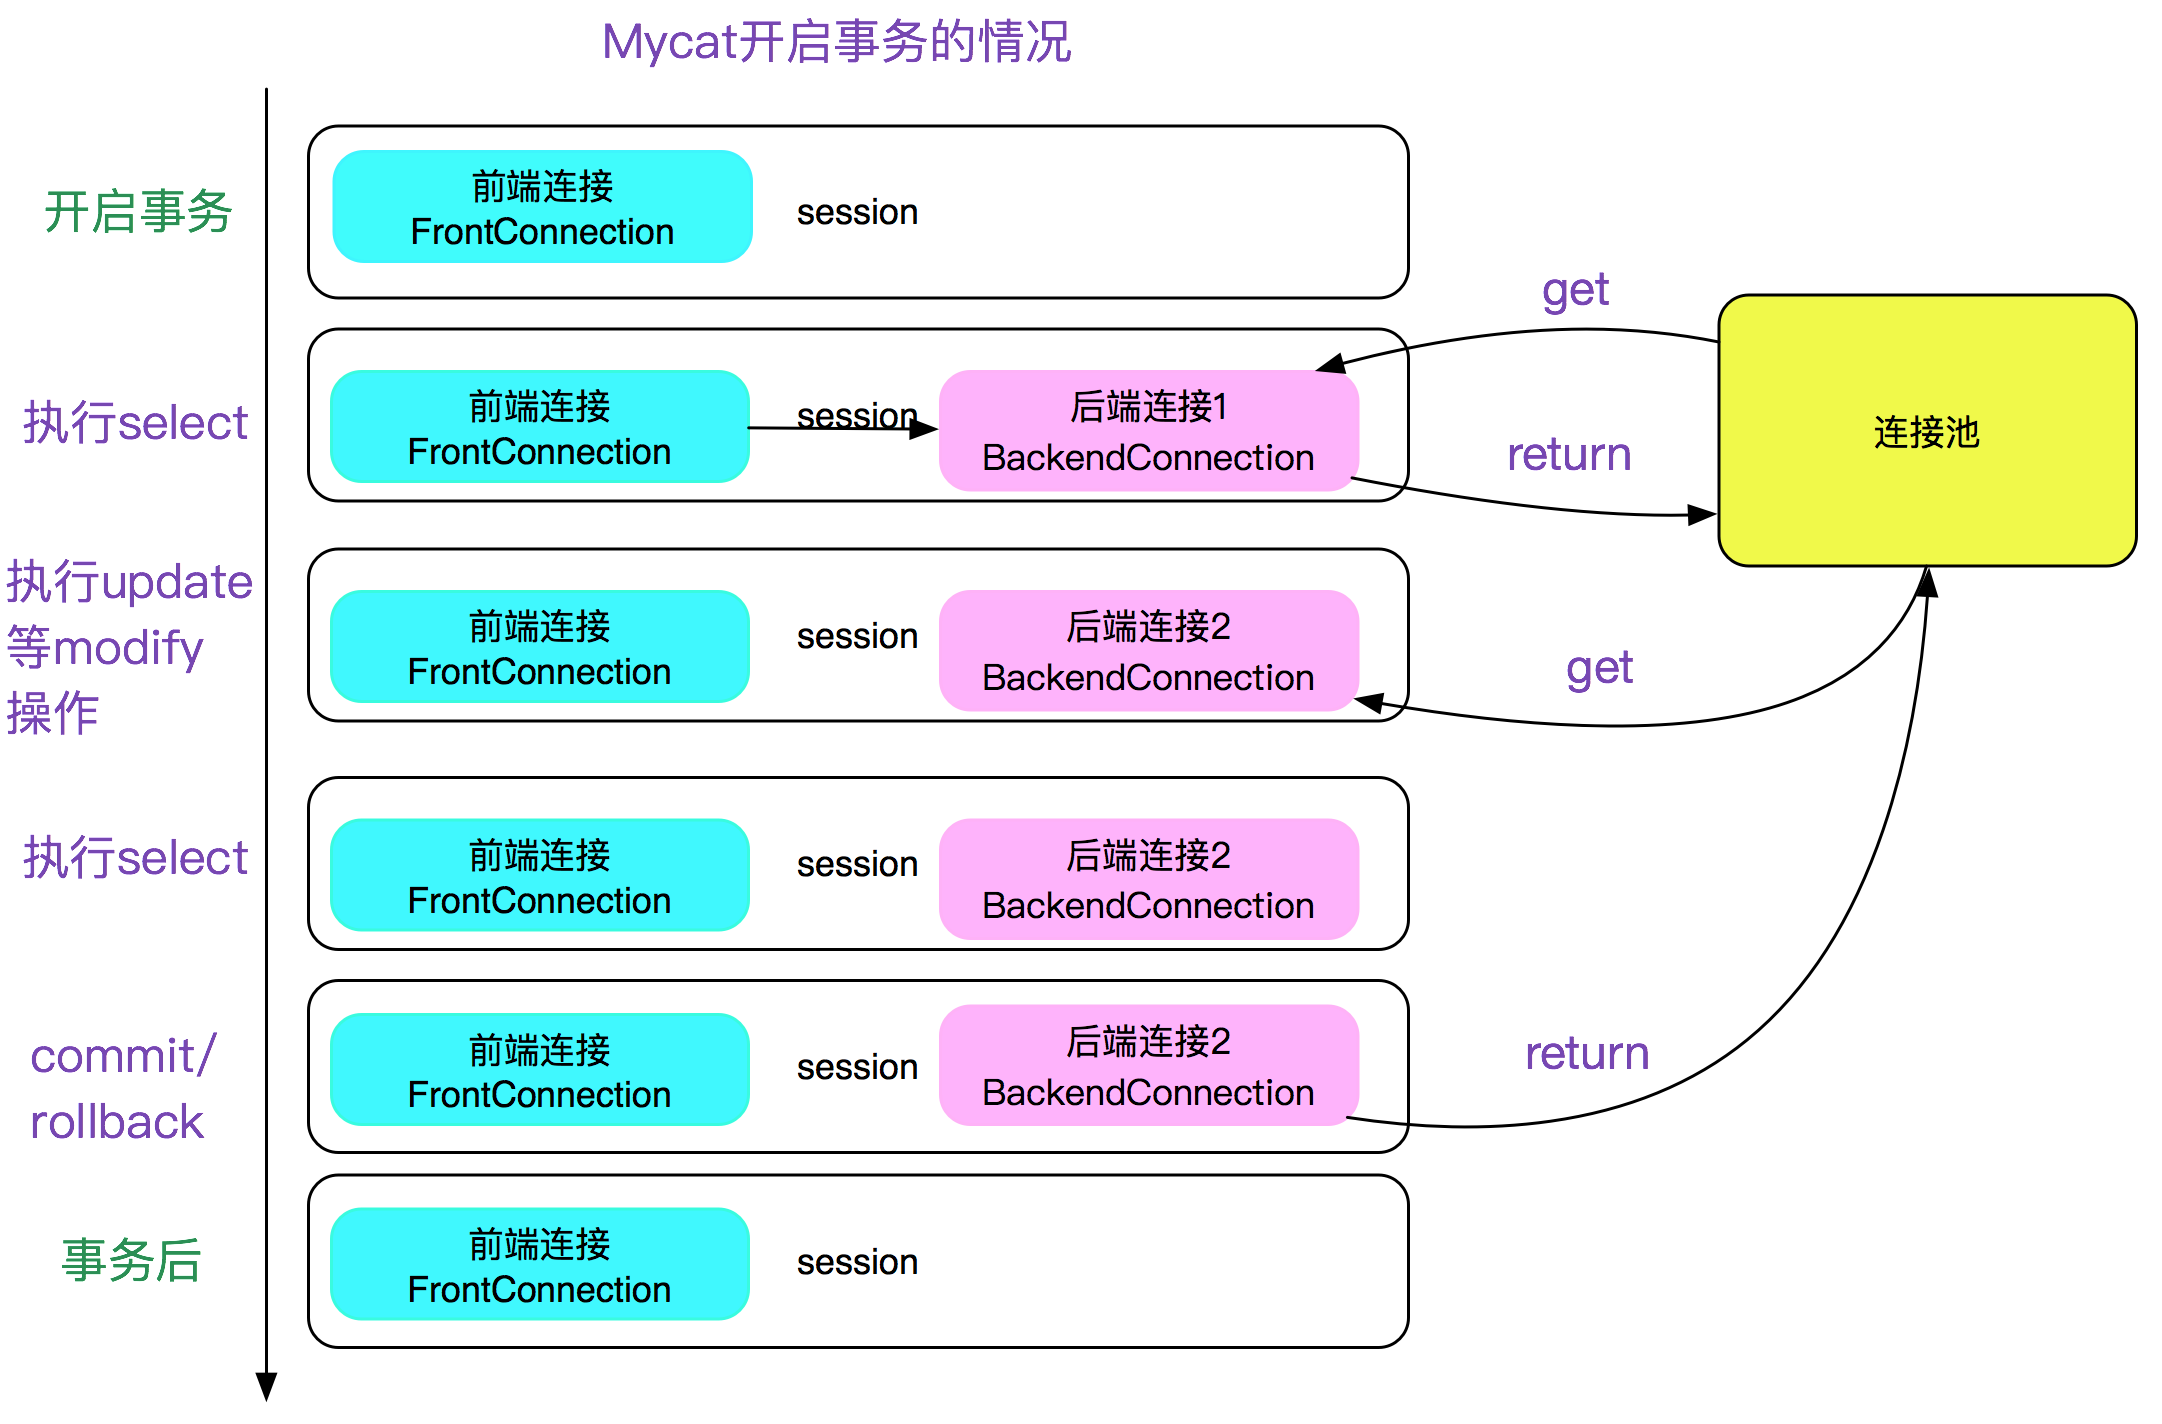 Mycat开启事务的情况
开启事务
前端连接
FrontConnection
session
get
执行select
前端连接
FrontConnection
session
后端连接1
BackendConnection
return
连接池
执行update
等modify
操作
前端连接
FrontConnection
session
后端连接2
BackendConnection
get
执行select
前端连接
FrontConnection
session
后端连接2
BackendConnection
commit/
rollback
前端连接
FrontConnection
session
后端连接2
BackendConnection
return
事务后
前端连接
FrontConnection
session